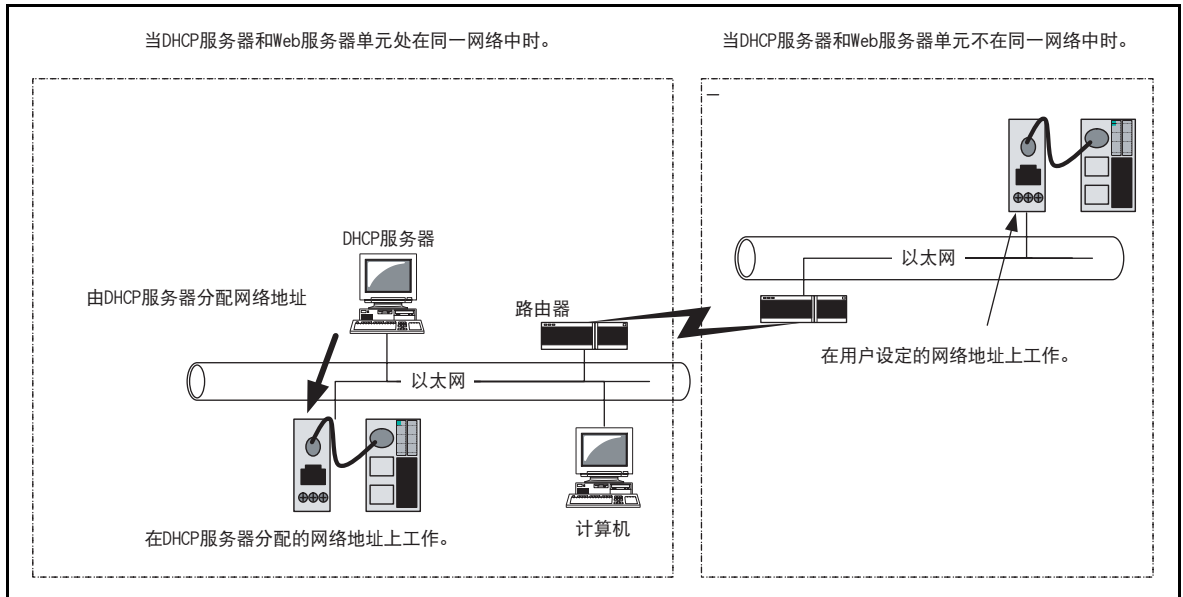 当DHCP服务器和Web服务器单元处在同一网络中时。
当DHCP服务器和Web服务器单元不在同一网络中时。
DHCP服务器
由DHCP服务器分配网络地址
路由器
以太网
以太网
在用户设定的网络地址上工作。
计算机
在DHCP服务器分配的网络地址上工作。